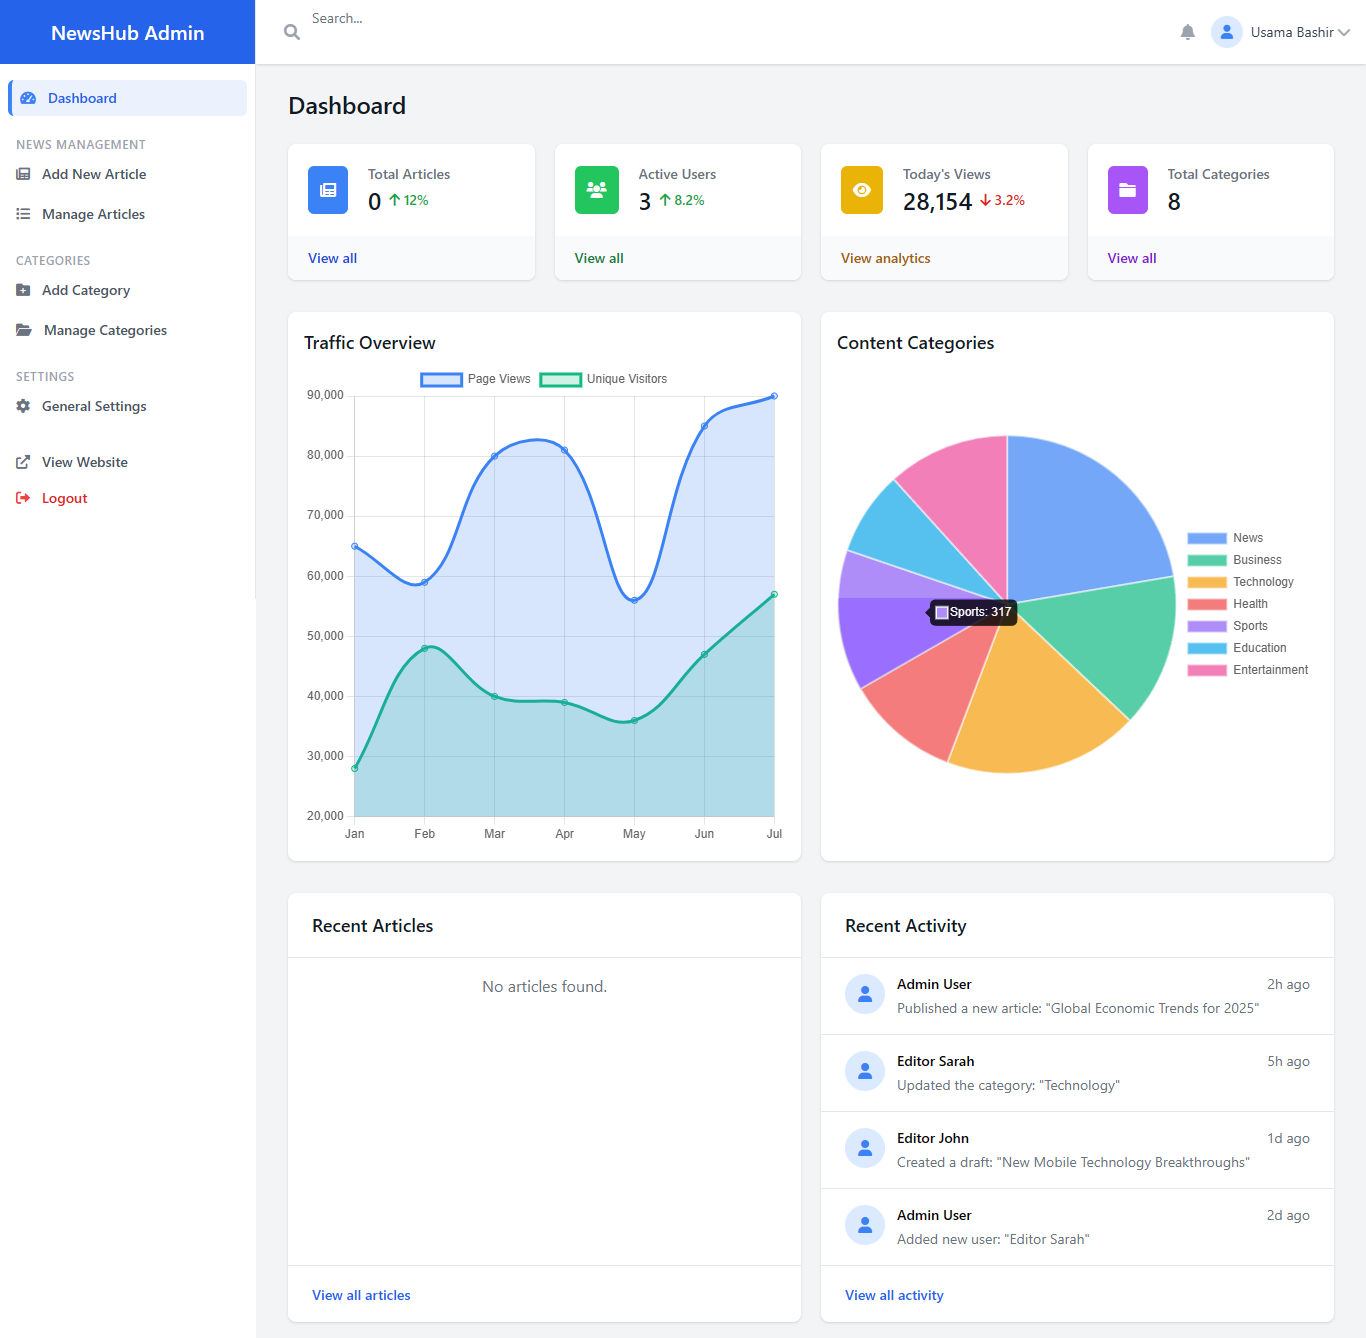 NewsHub Admin
Search...
Usama Bashir
Dashboard
NEWS MANAGEMENT
Add New Article
Manage Articles
CATEGORIES
Add Category
Manage Categories
SETTINGS
General Settings
View Website
Logout
Dashboard
Total Articles
0 12%
View all
Active Users
3 8.2%
View all
Today's Views
28,154 3.2%
View analytics
Total Categories
8
View all
Traffic Overview
Page Views Unique Visitors
90,000
80,000
70,000
60,000
50,000
40,000
30,000
20,000
Jan Feb Mar Apr May Jun Jul
Content Categories
Sports: 317
News
Business
Technology
Health
Sports
Education
Entertainment
Recent Articles
No articles found.
View all articles
Recent Activity
Admin User 2h ago
Published a new article: "Global Economic Trends for 2025"
Editor Sarah 5h ago
Updated the category: "Technology"
Editor John 1d ago
Created a draft: "New Mobile Technology Breakthroughs"
Admin User 2d ago
Added new user: "Editor Sarah"
View all activity